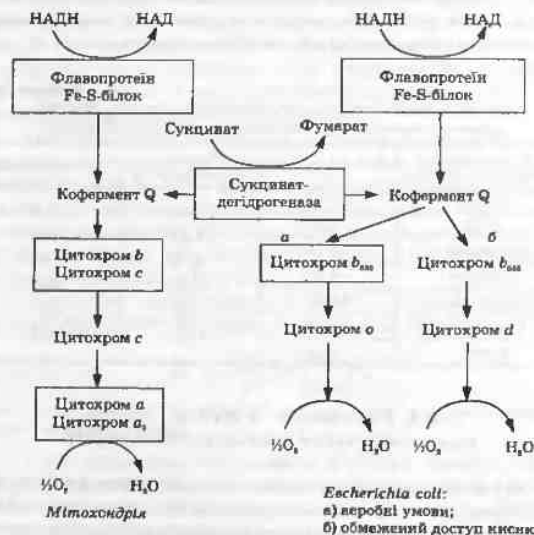 НАДН НАД НАДН НАД
Флавопротеїн
Fe-S-білок
Флавопротеїн
Fe-S-білок
Сукцинат Фумарат
Кофермент Q
Сукцинат-
дегідрогеназа
Кофермент Q
а б
Цитохром b
Цитохром c
Цитохром b
Цитохром b
Цитохром c
Цитохром o Цитохром d
Цитохром a
Цитохром a₃
½O₂ H₂O ½O₂ H₂O ½O₂ H₂O
Мітохондрія
Escherichia coli:
а) аеробні умови;
б) обмежений доступ кисню